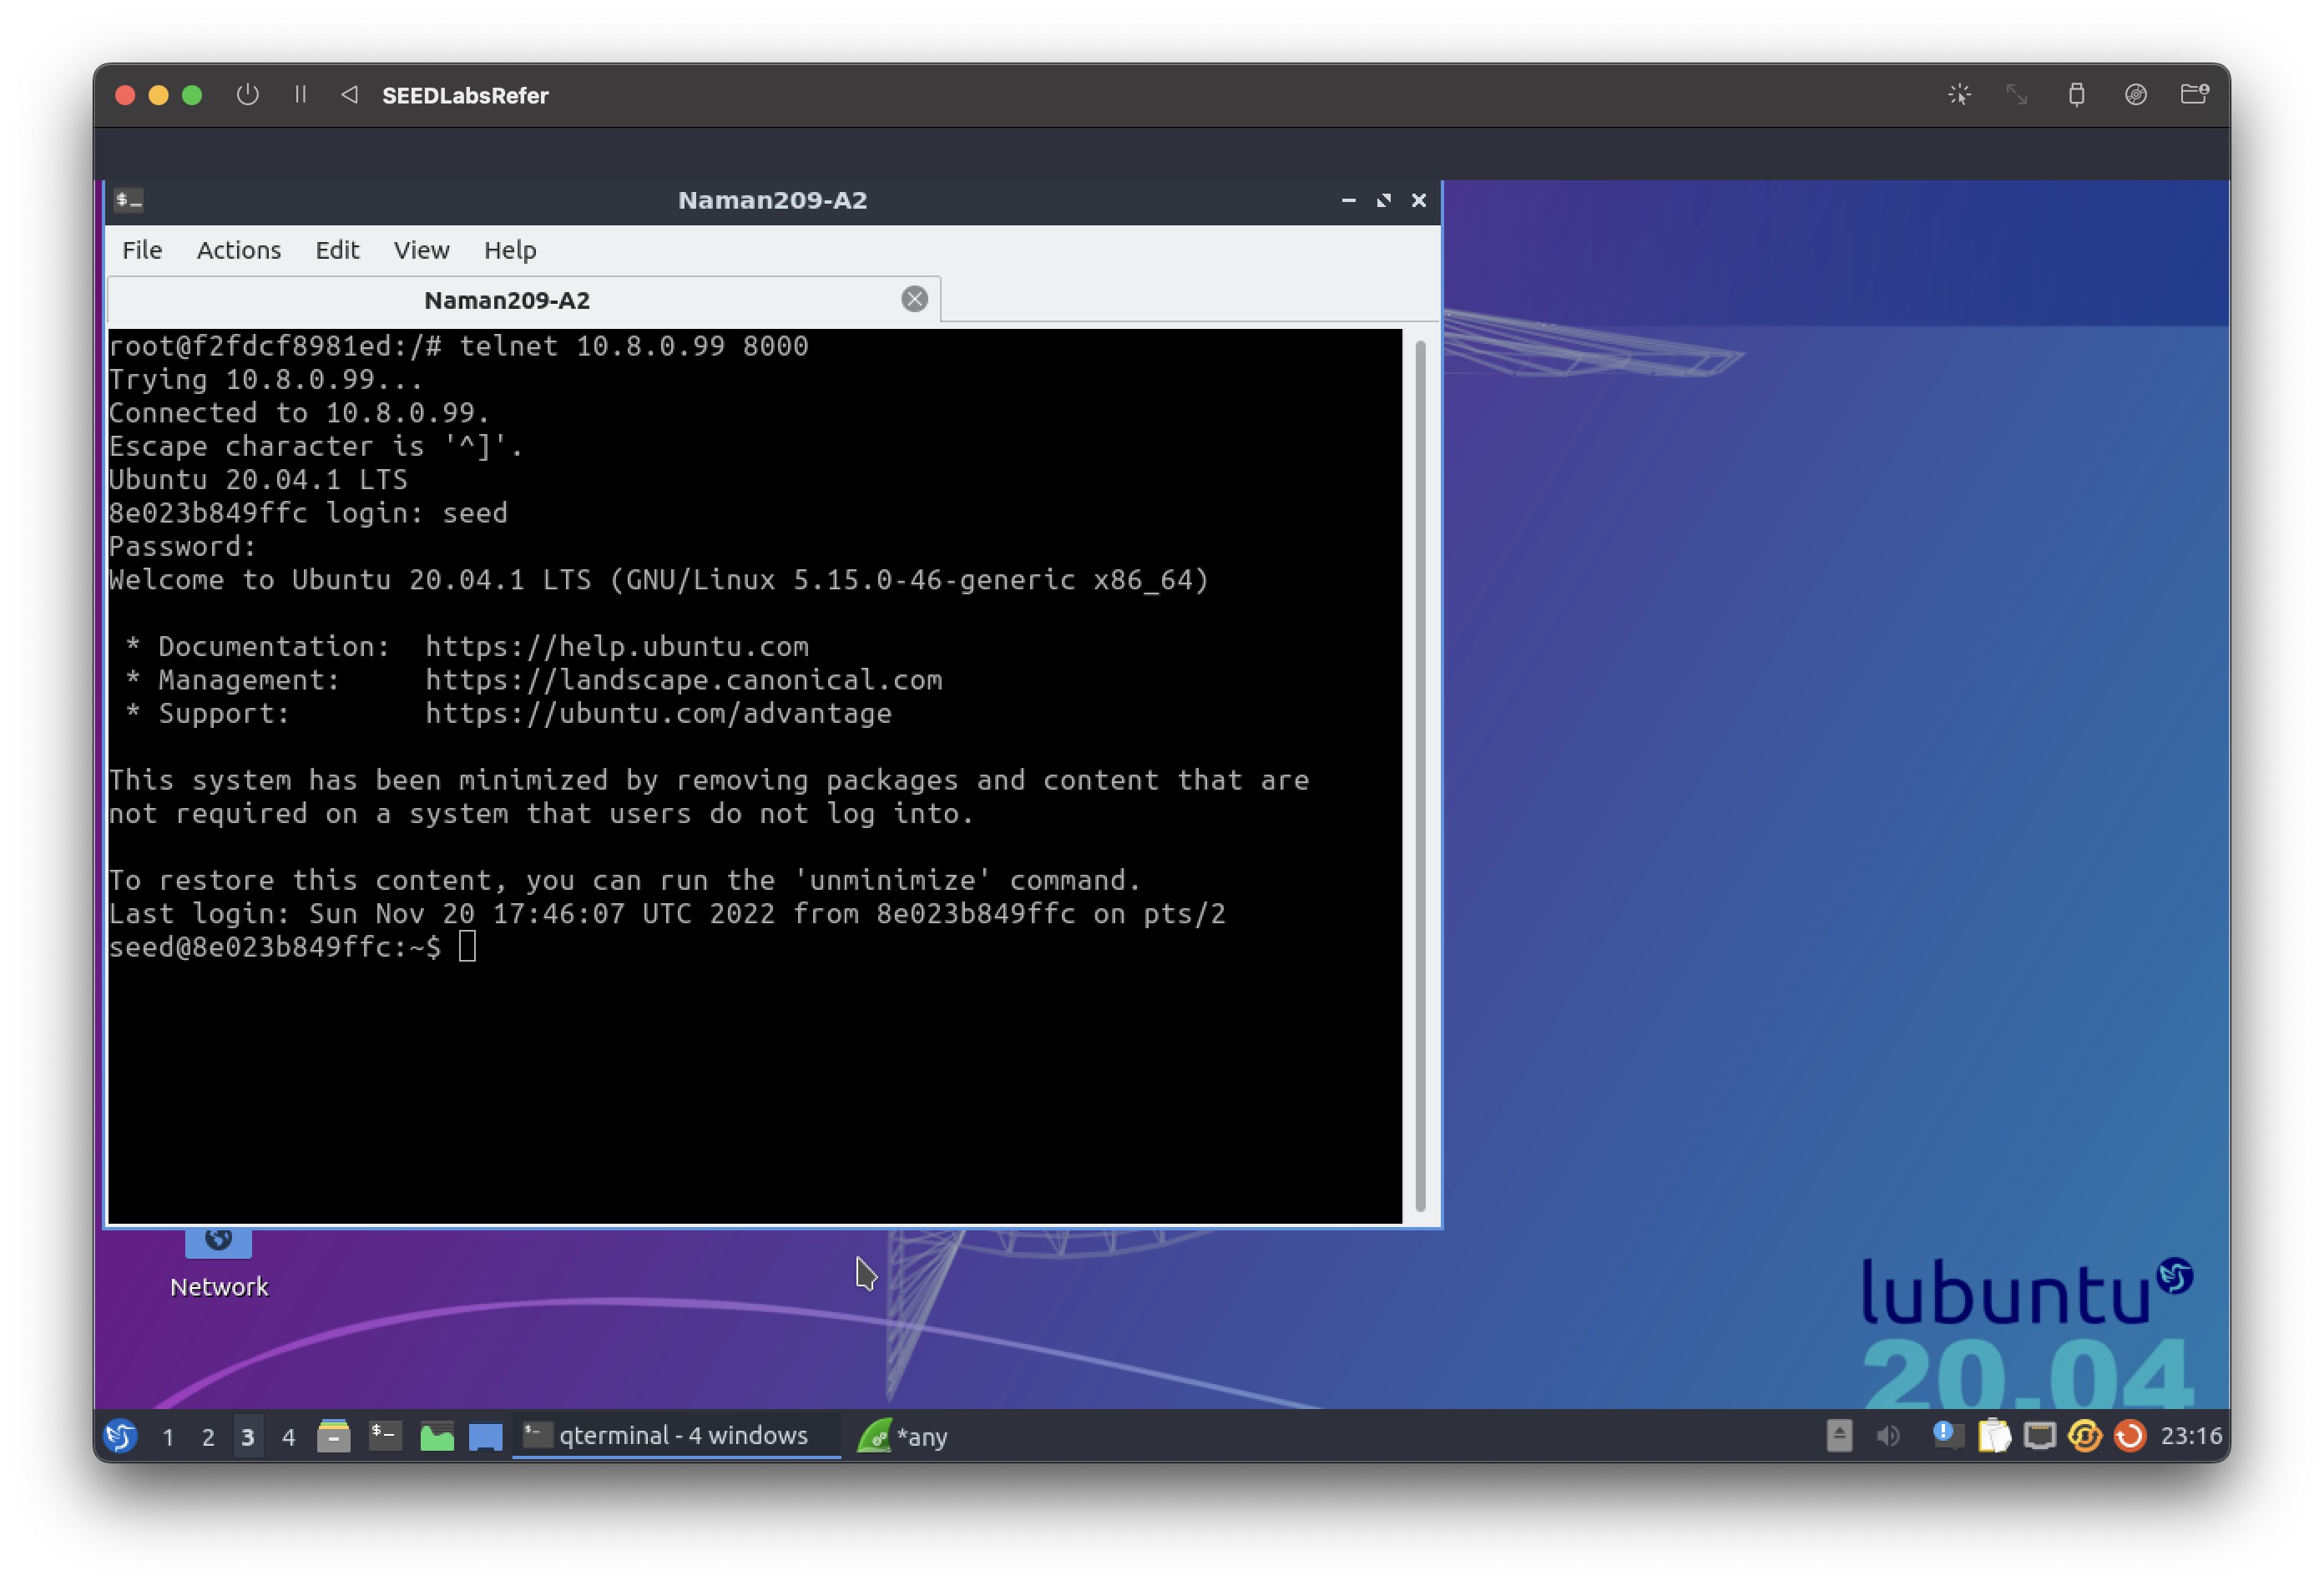 SEEDLabsRefer
Naman209-A2
File Actions Edit View Help
Naman209-A2
root@f2fdcf8981ed:/# telnet 10.8.0.99 8000
Trying 10.8.0.99...
Connected to 10.8.0.99.
Escape character is '^]'.
Ubuntu 20.04.1 LTS
8e023b849ffc login: seed
Password:
Welcome to Ubuntu 20.04.1 LTS (GNU/Linux 5.15.0-46-generic x86_64)
* Documentation: https://help.ubuntu.com
* Management: https://landscape.canonical.com
* Support: https://ubuntu.com/advantage
This system has been minimized by removing packages and content that are
not required on a system that users do not log into.
To restore this content, you can run the 'unminimize' command.
Last login: Sun Nov 20 17:46:07 UTC 2022 from 8e023b849ffc on pts/2
seed@8e023b849ffc:~$
Network
lubuntu
20.04
1 2 3 4 qterminal - 4 windows *any 23:16